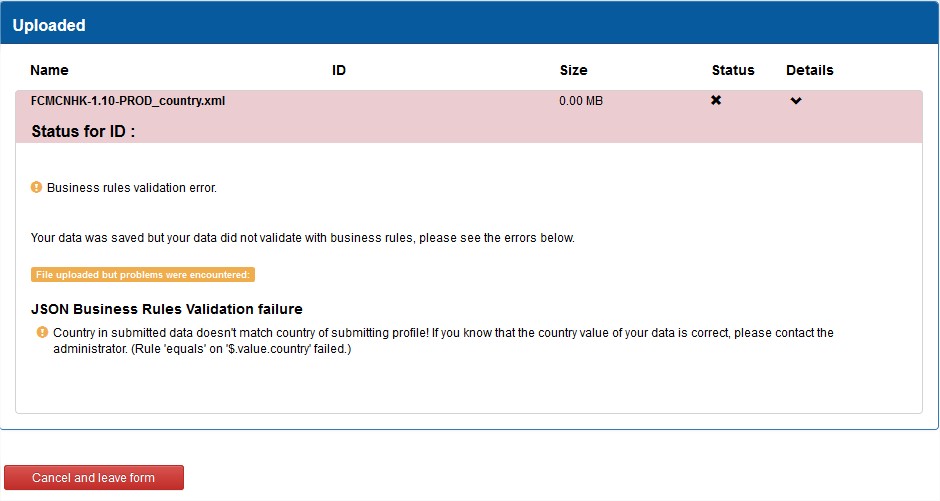 Uploaded
Name ID Size Status Details
FCMCNHK-1.10-PROD_country.xml 0.00 MB
Status for ID :
Business rules validation error.
Your data was saved but your data did not validate with business rules, please see the errors below.
File uploaded but problems were encountered:
JSON Business Rules Validation failure
Country in submitted data doesn't match country of submitting profile! If you know that the country value of your data is correct, please contact the
administrator. (Rule 'equals' on '$.value.country' failed.)
Cancel and leave form